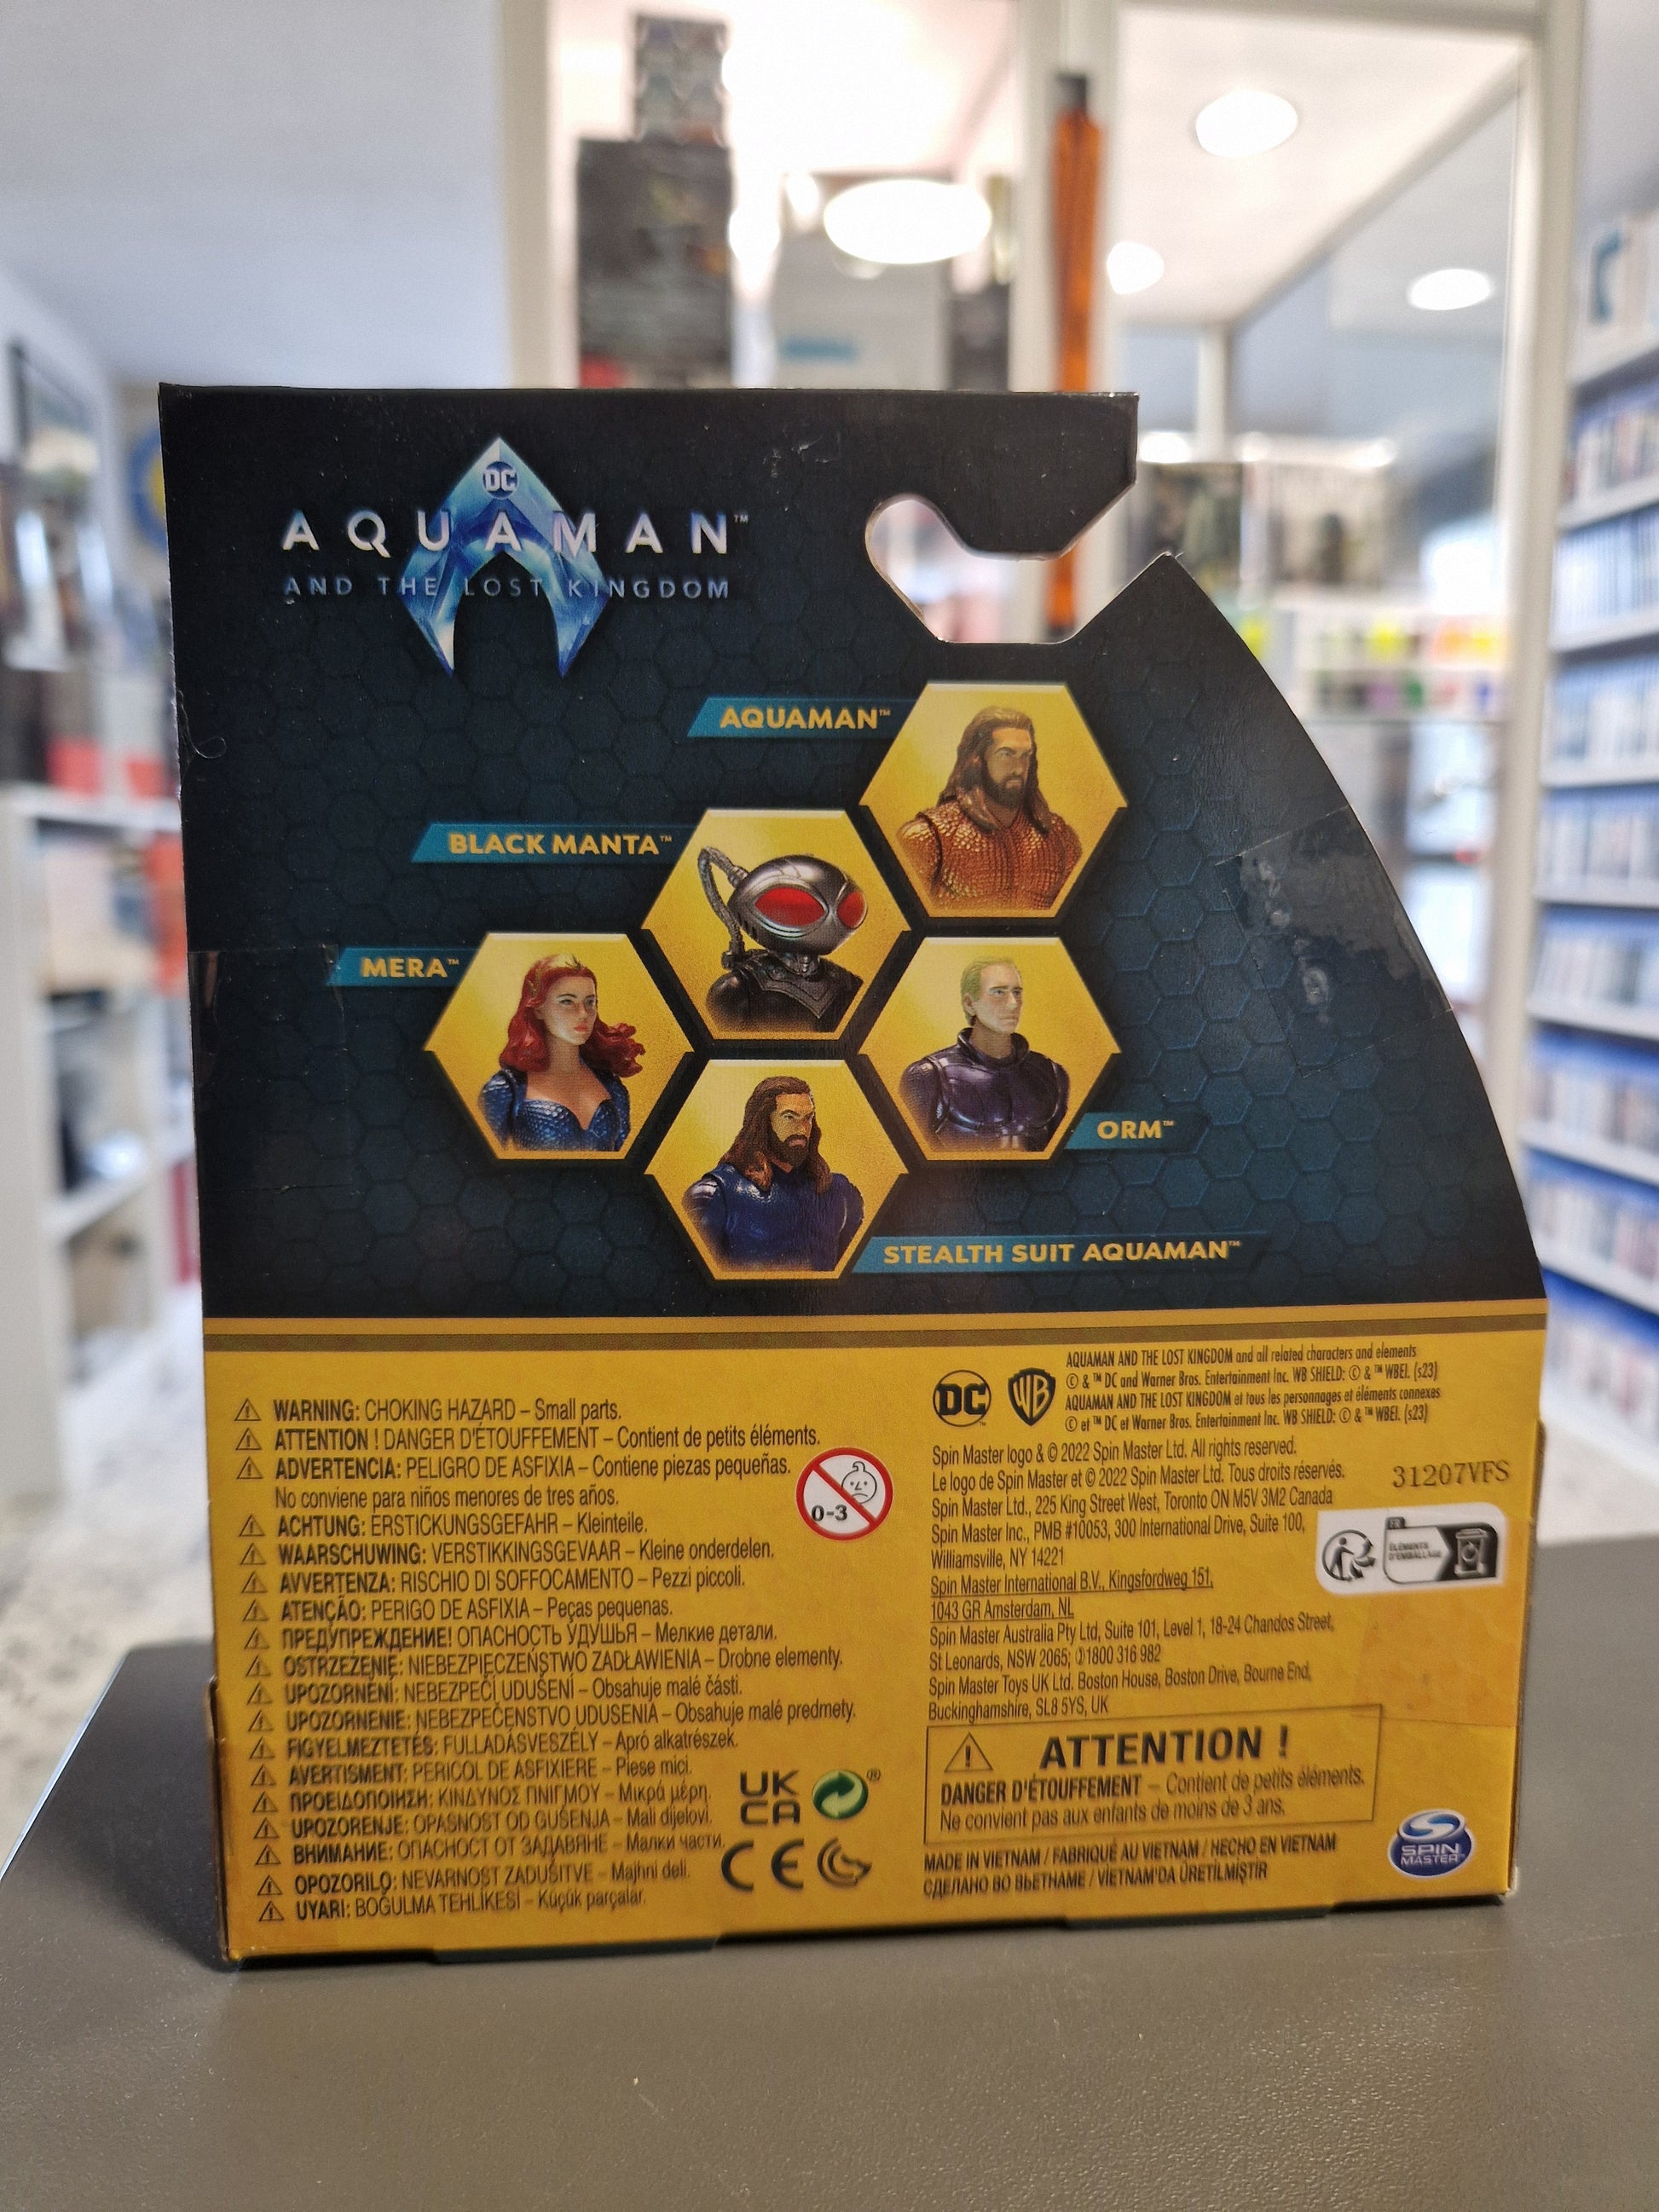 DC
AQUAMAN™
AND THE LOST KINGDOM
AQUAMAN™
BLACK MANTA™
MERA™
ORM™
STEALTH SUIT AQUAMAN™
⚠ WARNING: CHOKING HAZARD – Small parts.
⚠ ATTENTION ! DANGER D'ÉTOUFFEMENT – Contient de petits éléments.
⚠ ADVERTENCIA: PELIGRO DE ASFIXIA – Contiene piezas pequeñas.
No conviene para niños menores de tres años.
⚠ ACHTUNG: ERSTICKUNGSGEFAHR – Kleinteile.
⚠ WAARSCHUWING: VERSTIKKINGSGEVAAR – Kleine onderdelen.
⚠ AVVERTENZA: RISCHIO DI SOFFOCAMENTO – Pezzi piccoli.
⚠ ATENÇÃO: PERIGO DE ASFIXIA – Peças pequenas.
⚠ ПРЕДУПРЕЖДЕНИЕ! ОПАСНОСТЬ УДУШЬЯ – Мелкие детали.
⚠ OSTRZEŻENIE: NIEBEZPIECZEŃSTWO ZADŁAWIENIA – Drobne elementy.
⚠ UPOZORNĚNÍ: NEBEZPEČÍ UDUŠENÍ – Obsahuje malé části.
⚠ UPOZORNENIE: NEBEZPEČENSTVO UDUSENIA – Obsahuje malé predmety.
⚠ FIGYELMEZTETÉS: FULLADÁSVESZÉLY – Apró alkatrészek.
⚠ AVERTISMENT: PERICOL DE ASFIXIERE – Piese mici.
⚠ ΠΡΟΕΙΔΟΠΟΙΗΣΗ: ΚΙΝΔΥΝΟΣ ΠΝΙΓΜΟΥ – Μικρά μέρη.
⚠ UPOZORENJE: OPASNOST OD GUŠENJA – Mali dijelovi.
⚠ ВНИМАНИЕ: ОПАСНОСТ ОТ ЗАДАВЯНЕ – Малки части.
⚠ OPOZORILO: NEVARNOST ZADUŠITVE – Majhni deli.
⚠ UYARI: BOĞULMA TEHLİKESİ – Küçük parçalar.
0-3
UK
CA
®
CE
DC
WB
AQUAMAN AND THE LOST KINGDOM and all related characters and elements
© & ™ DC and Warner Bros. Entertainment Inc. WB SHIELD: © & ™ WBEI. (s23)
AQUAMAN AND THE LOST KINGDOM et tous les personnages et éléments connexes
© et ™ DC et Warner Bros. Entertainment Inc. WB SHIELD: © & ™ WBEI. (s23)
Spin Master logo & © 2022 Spin Master Ltd. All rights reserved.
Le logo de Spin Master et © 2022 Spin Master Ltd. Tous droits réservés.
Spin Master Ltd., 225 King Street West, Toronto ON M5V 3M2 Canada
Spin Master Inc., PMB #10053, 300 International Drive, Suite 100,
Williamsville, NY 14221
Spin Master International B.V., Kingsfordweg 151,
1043 GR Amsterdam, NL
Spin Master Australia Pty Ltd, Suite 101, Level 1, 18-24 Chandos Street,
St Leonards, NSW 2065; ✆1800 316 982
Spin Master Toys UK Ltd. Boston House, Boston Drive, Bourne End,
Buckinghamshire, SL8 5YS, UK
31207VFS
FR
ÉLÉMENTS
D'EMBALLAGE
⚠ ATTENTION !
DANGER D'ÉTOUFFEMENT – Contient de petits éléments.
Ne convient pas aux enfants de moins de 3 ans.
MADE IN VIETNAM / FABRIQUÉ AU VIETNAM / HECHO EN VIETNAM
СДЕЛАНО ВО ВЬЕТНАМЕ / VİETNAM'DA ÜRETİLMİŞTİR
SPIN
MASTER